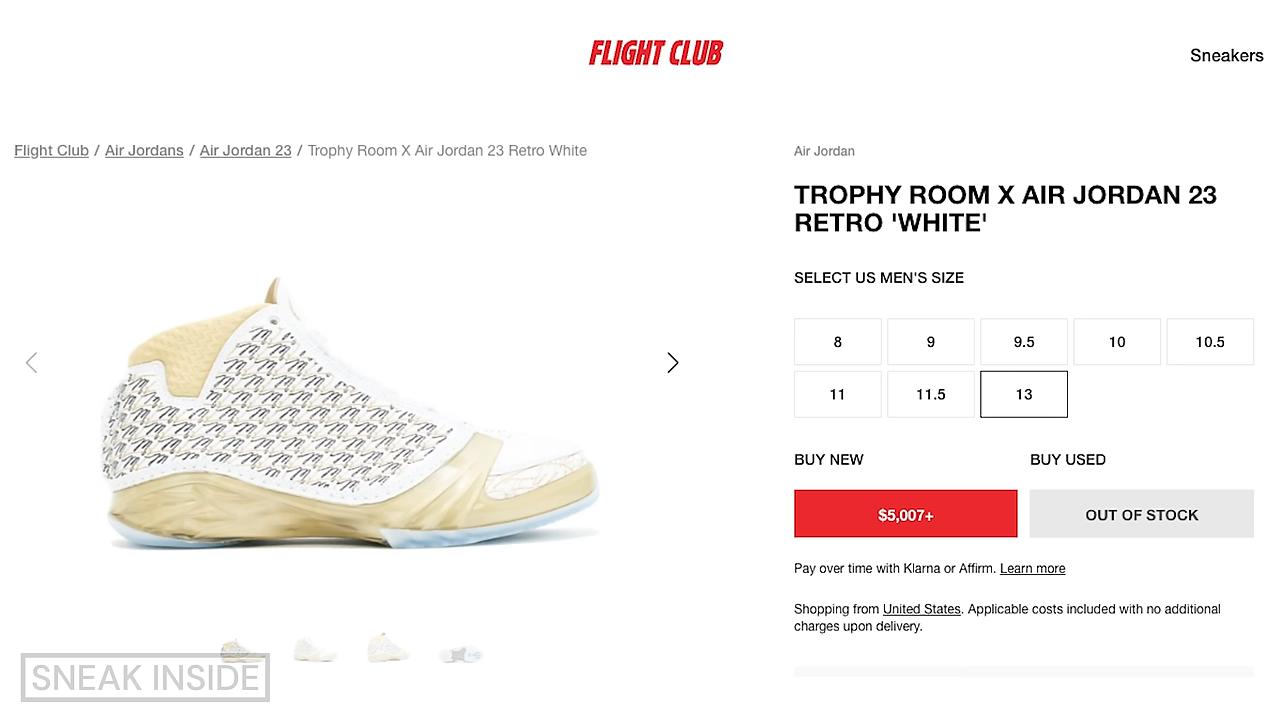 FLIGHT CLUB
Sneakers
Flight Club / Air Jordans / Air Jordan 23 / Trophy Room X Air Jordan 23 Retro White
Air Jordan
TROPHY ROOM X AIR JORDAN 23
RETRO 'WHITE'
SELECT US MEN'S SIZE
8 9 9.5 10 10.5
11 11.5 13
BUY NEW BUY USED
$5,007+ OUT OF STOCK
Pay over time with Klarna or Affirm. Learn more
Shopping from United States. Applicable costs included with no additional
charges upon delivery.
SNEAK INSIDE